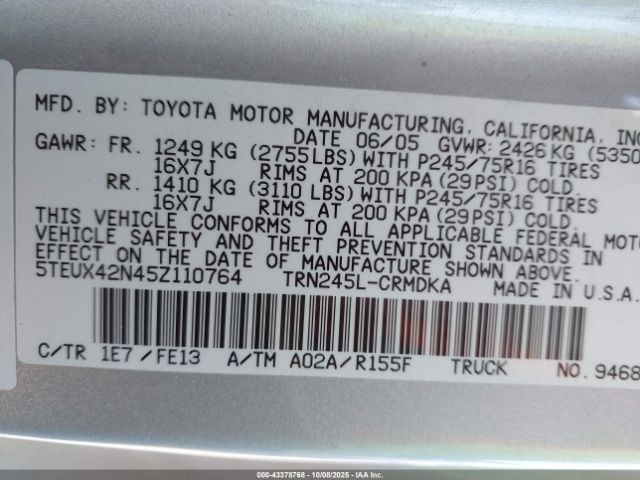 MFD. BY: TOYOTA MOTOR MANUFACTURING, CALIFORNIA, INC
DATE 06/05 GVWR: 2426 KG (5350
GAWR: FR. 1249 KG (2755LBS) WITH P245/75R16 TIRES
16X7J RIMS AT 200 KPA (29PSI) COLD.
RR. 1410 KG (3110 LBS) WITH P245/75R16 TIRES
16X7J RIMS AT 200 KPA (29PSI) COLD.
THIS VEHICLE CONFORMS TO ALL APPLICABLE FEDERAL MOT
VEHICLE SAFETY AND THEFT PREVENTION STANDARDS IN
EFFECT ON THE DATE OF MANUFACTURE SHOWN ABOVE.
5TEUX42N45Z110764 TRN245L-CRMDKA MADE IN U.S.A.
C/TR 1E7 /FE13 A/TM A02A/R155F TRUCK NO. 9468
000-43378768 | 10/08/2025 | IAA Inc.